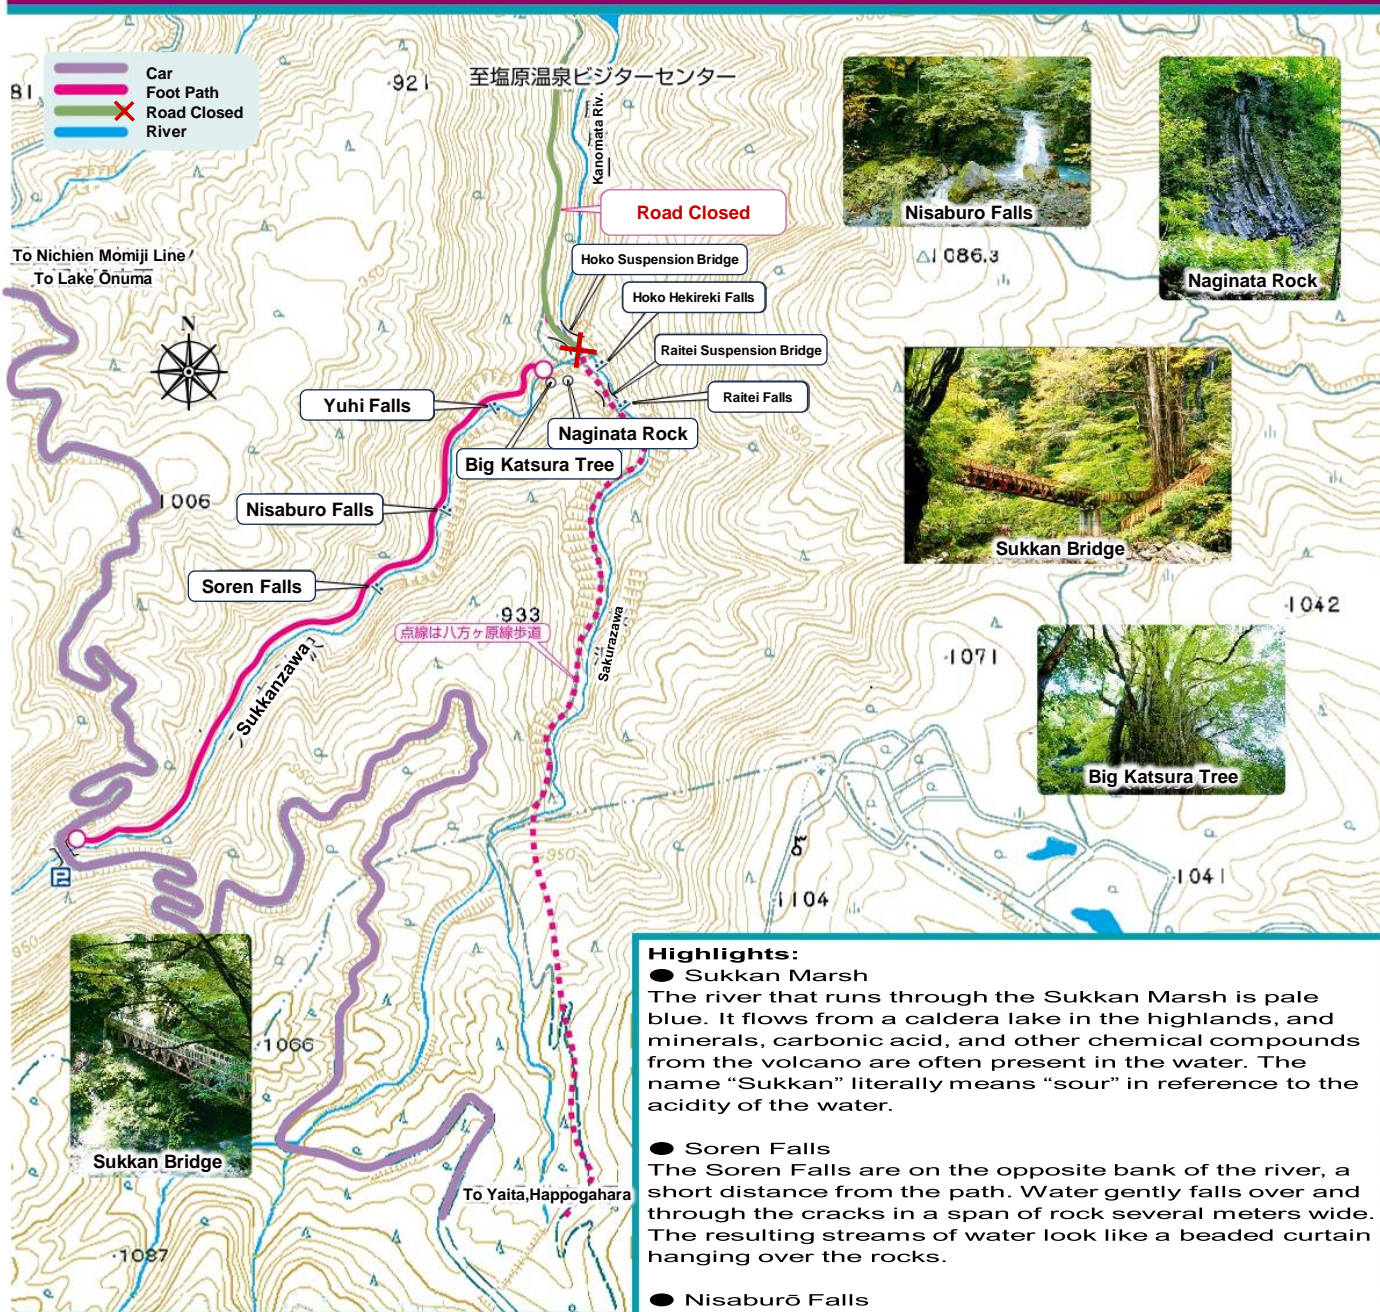 Car
Foot Path
Road Closed
River
81
921
至塩原温泉ビジターセンター
Kanomata Riv.
Road Closed
Nisaburo Falls
Naginata Rock
1086.3
To Nichien Momiji Line/
To Lake Ōnuma
N
Hoko Suspension Bridge
Hoko Hekireki Falls
Raitei Suspension Bridge
Raitei Falls
Yuhi Falls
Naginata Rock
Big Katsura Tree
950
1006
Nisaburo Falls
Soren Falls
Sukkan Bridge
933
点線は八方ヶ原線歩道
Sakurazawa
Sukkanzawa
1042
1071
Big Katsura Tree
950
P
950
950
1104
1041
1066
Sukkan Bridge
To Yaita,Happogahara
1087
Highlights:
● Sukkan Marsh
The river that runs through the Sukkan Marsh is pale
blue. It flows from a caldera lake in the highlands, and
minerals, carbonic acid, and other chemical compounds
from the volcano are often present in the water. The
name “Sukkan” literally means “sour” in reference to the
acidity of the water.
● Soren Falls
The Soren Falls are on the opposite bank of the river, a
short distance from the path. Water gently falls over and
through the cracks in a span of rock several meters wide.
The resulting streams of water look like a beaded curtain
hanging over the rocks.
● Nisaburō Falls